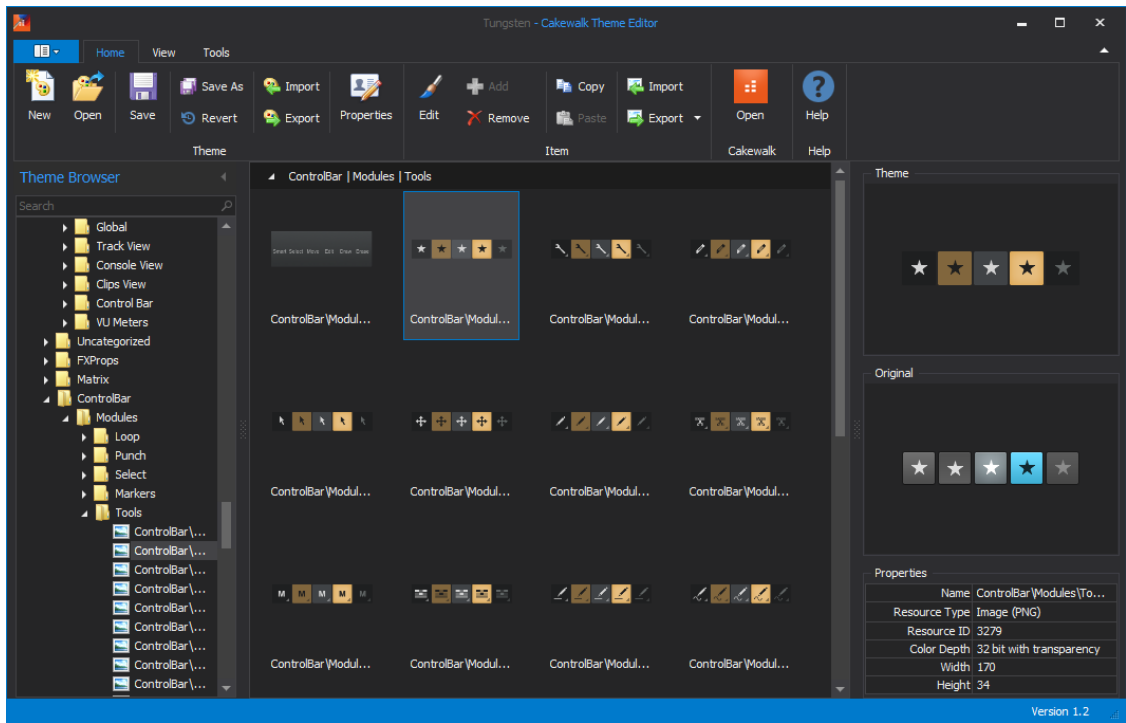 Tungsten - Cakewalk Theme Editor
Home View Tools
New Open Save Save As Revert Import Export Properties Edit Add Remove Copy Paste Import Export Open Help
Theme Item Cakewalk Help
Theme Browser
Search
Global
Track View
Console View
Clips View
Control Bar
VU Meters
Uncategorized
FXProps
Matrix
ControlBar
Modules
Loop
Punch
Select
Markers
Tools
ControlBar\...
ControlBar\...
ControlBar\...
ControlBar\...
ControlBar\...
ControlBar\...
ControlBar\...
ControlBar\...
ControlBar\...
ControlBar | Modules | Tools
Smart Select Move Edit Draw Erase
ControlBar\Modul... ControlBar\Modul... ControlBar\Modul... ControlBar\Modul...
ControlBar\Modul... ControlBar\Modul... ControlBar\Modul... ControlBar\Modul...
M M M M M
ControlBar\Modul... ControlBar\Modul... ControlBar\Modul... ControlBar\Modul...
Theme
Original
Properties
Name ControlBar\Modules\To...
Resource Type Image (PNG)
Resource ID 3279
Color Depth 32 bit with transparency
Width 170
Height 34
Version 1.2